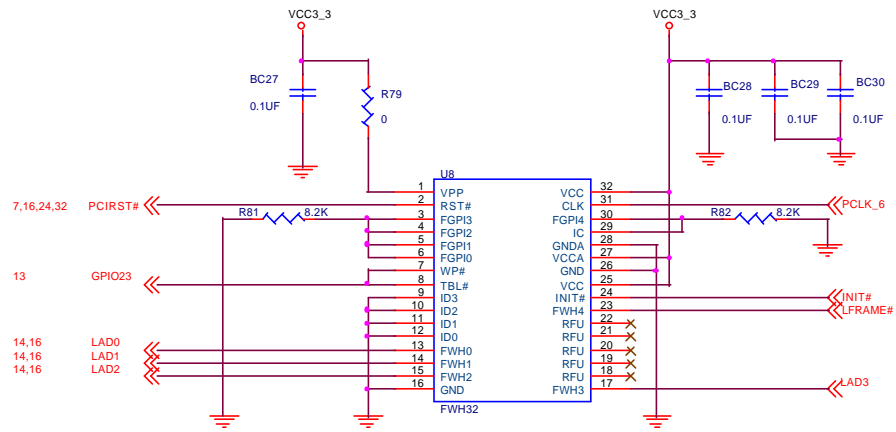 VCC3_3
VCC3_3
BC27
0.1UF
R79
0
BC28
0.1UF
BC29
0.1UF
BC30
0.1UF
U8
1 VPP VCC 32
7,16,24,32 PCIRST# 2 RST# CLK 31 PCLK_6
R81 8.2K 3 FGPI3 FGPI4 30 R82 8.2K
4 FGPI2 IC 29
5 FGPI1 GNDA 28
6 FGPI0 VCCA 27
7 WP# GND 26
13 GPIO23 8 TBL# VCC 25
9 ID3 INIT# 24 INIT#
10 ID2 FWH4 23 LFRAME#
11 ID1 RFU 22
12 ID0 RFU 21
14,16 LAD0 13 FWH0 RFU 20
14,16 LAD1 14 FWH1 RFU 19
14,16 LAD2 15 FWH2 RFU 18
16 GND FWH3 17 LAD3
FWH32